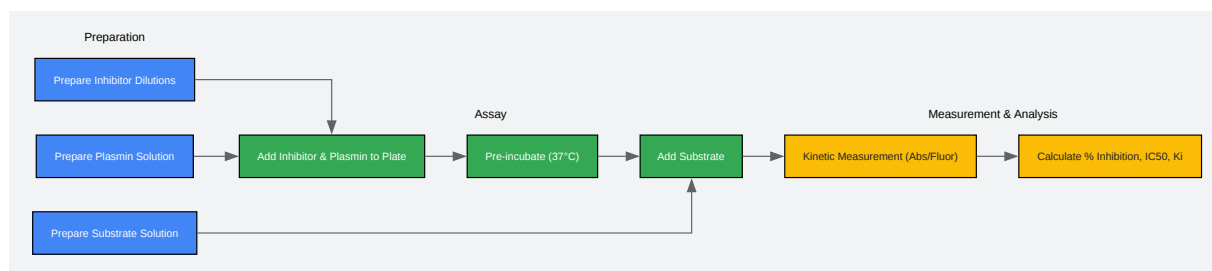 Preparation
Prepare Inhibitor Dilutions
Assay
Measurement & Analysis
Prepare Plasmin Solution
Add Inhibitor & Plasmin to Plate
Pre-incubate (37°C)
Add Substrate
Kinetic Measurement (Abs/Fluor)
Calculate % Inhibition, IC50, Ki
Prepare Substrate Solution